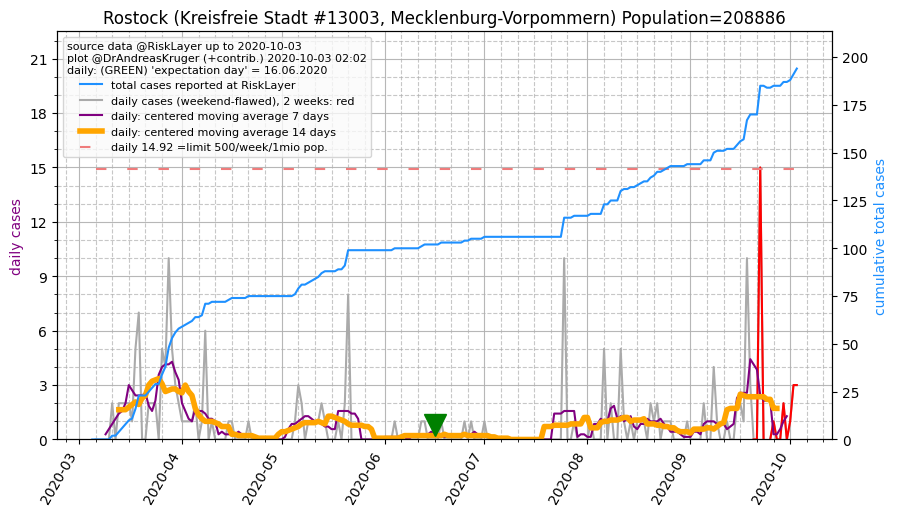 Rostock (Kreisfreie Stadt #13003, Mecklenburg-Vorpommern) Population=208886
source data @RiskLayer up to 2020-10-03
plot @DrAndreasKruger (+contrib.) 2020-10-03 02:02
daily: (GREEN) 'expectation day' = 16.06.2020
total cases reported at RiskLayer
daily cases (weekend-flawed), 2 weeks: red
daily: centered moving average 7 days
daily: centered moving average 14 days
daily 14.92 =limit 500/week/1mio pop.
daily cases
21
18
15
12
9
6
3
0
cumulative total cases
200
175
150
125
100
75
50
25
0
2020-03
2020-04
2020-05
2020-06
2020-07
2020-08
2020-09
2020-10